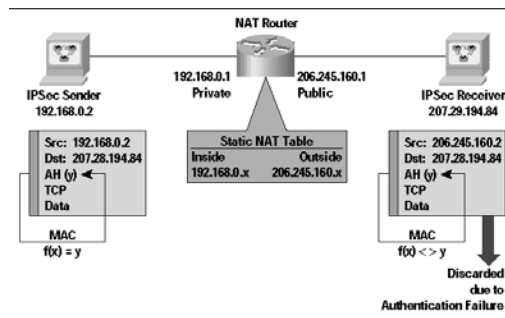 NAT Router
192.168.0.1
Private
206.245.160.1
Public
IPSec Sender
192.168.0.2
IPSec Receiver
207.29.194.84
Src: 192.168.0.2
Dst: 207.28.194.84
AH (y)
TCP
Data
MAC
f(x) = y
Static NAT Table
Inside Outside
192.168.0.x 206.245.160.x
Src: 206.245.160.2
Dst: 207.28.194.84
AH (y)
TCP
Data
MAC
f(x) < > y
Discarded
due to
Authentication Failure